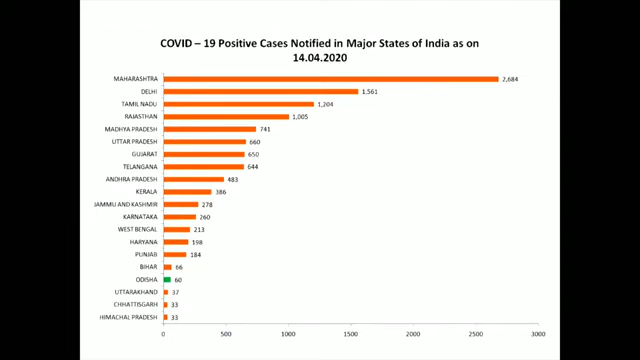 COVID – 19 Positive Cases Notified in Major States of India as on
14.04.2020
MAHARASHTRA 2,684
DELHI 1,561
TAMIL NADU 1,204
RAJASTHAN 1,005
MADHYA PRADESH 741
UTTAR PRADESH 660
GUJARAT 650
TELANGANA 644
ANDHRA PRADESH 483
KERALA 386
JAMMU AND KASHMIR 278
KARNATAKA 260
WEST BENGAL 213
HARYANA 198
PUNJAB 184
BIHAR 66
ODISHA 60
UTTARAKHAND 37
CHHATTISGARH 33
HIMACHAL PRADESH 33
0 500 1000 1500 2000 2500 3000